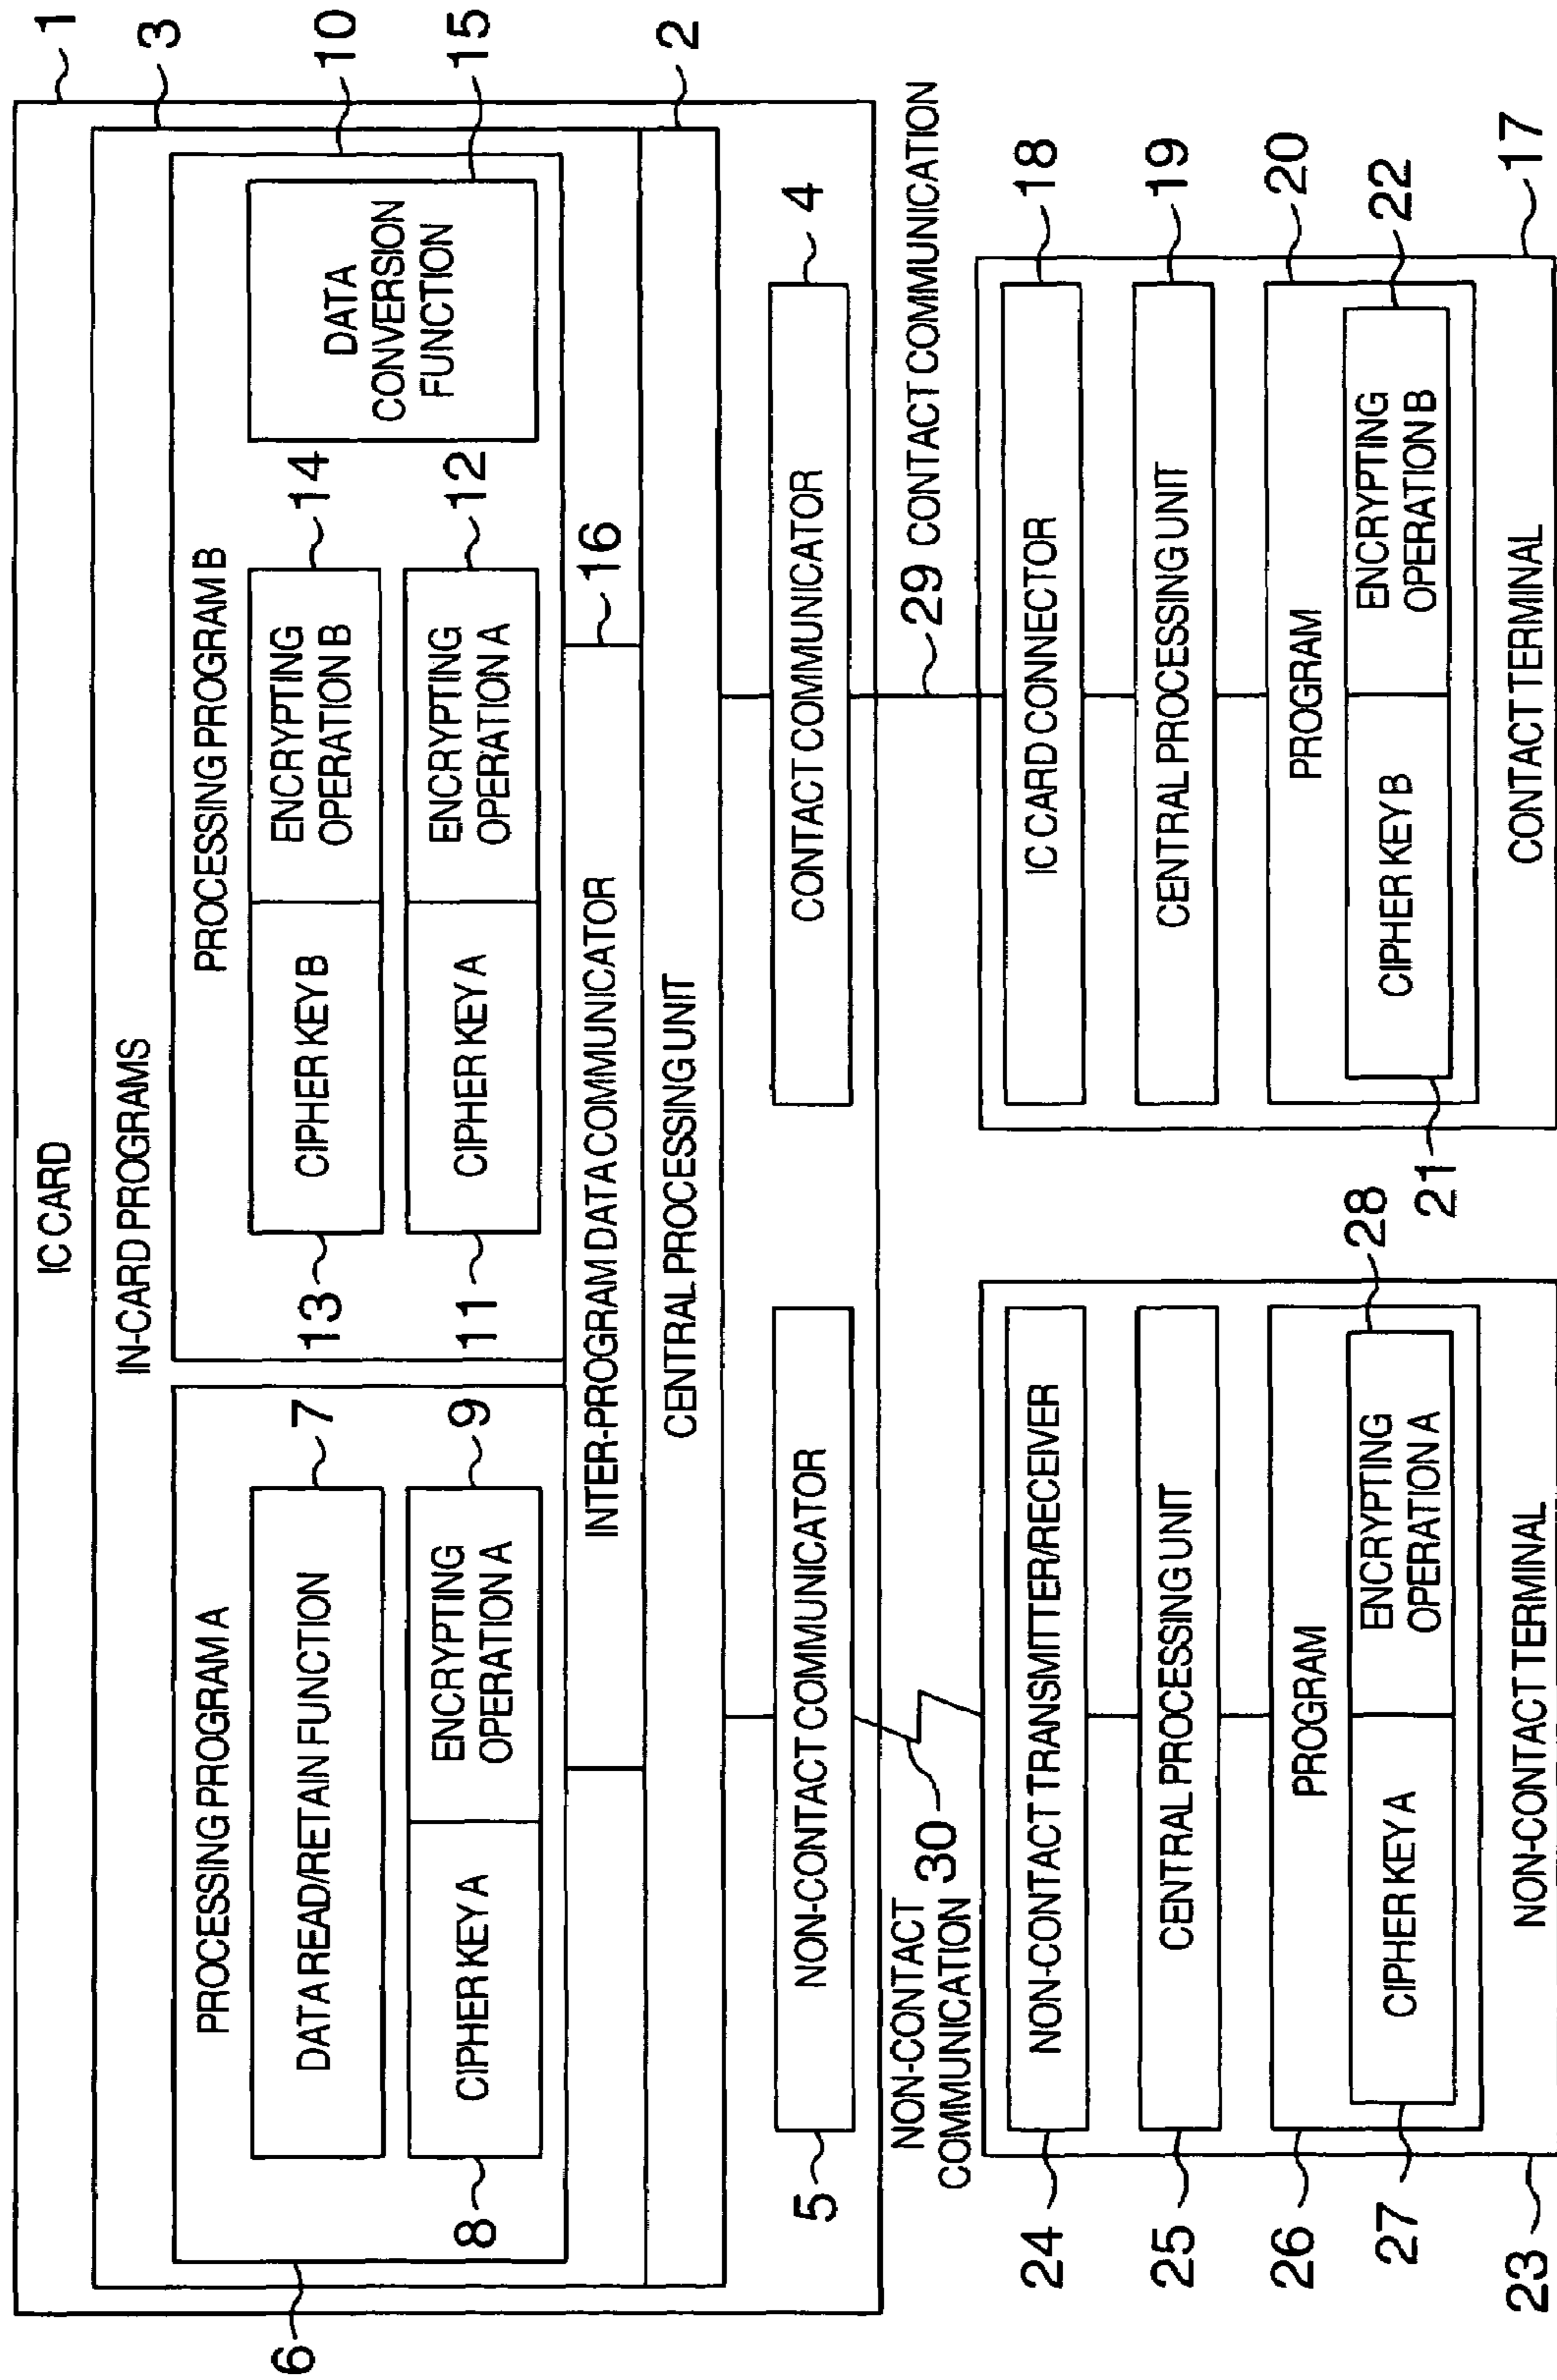 IC CARD
1
IN-CARD PROGRAMS
3
PROCESSING PROGRAM A
6
DATA READ/RETAIN FUNCTION
7
CIPHER KEY A
8
ENCRYPTING
OPERATION A
9
PROCESSING PROGRAM B
10
CIPHER KEY B
13
ENCRYPTING
OPERATION B
14
CIPHER KEY A
11
ENCRYPTING
OPERATION A
12
DATA
CONVERSION
FUNCTION
15
INTER-PROGRAM DATA COMMUNICATOR
16
CENTRAL PROCESSING UNIT
2
NON-CONTACT COMMUNICATOR
5
CONTACT COMMUNICATOR
4
NON-CONTACT
COMMUNICATION 30
29 CONTACT COMMUNICATION
NON-CONTACT TRANSMITTER/RECEIVER
24
CENTRAL PROCESSING UNIT
25
PROGRAM
26
CIPHER KEY A
27
ENCRYPTING
OPERATION A
28
NON-CONTACT TERMINAL
23
IC CARD CONNECTOR
18
CENTRAL PROCESSING UNIT
19
PROGRAM
20
CIPHER KEY B
21
ENCRYPTING
OPERATION B
22
CONTACT TERMINAL
17